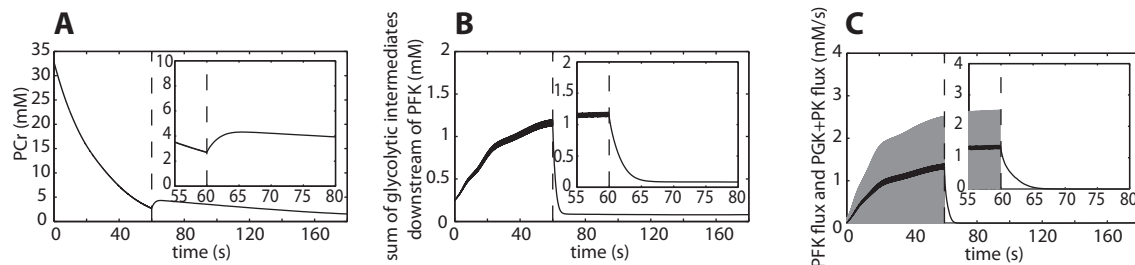 A
35
30
25
20
15
10
5
0
PCr (mM)
0 40 80 120 160
time (s)
10
8
6
4
2
0
55 60 65 70 75 80
B
2
1.5
1
0.5
0
sum of glycolytic intermediates
downstream of PFK (mM)
0 40 80 120 160
time (s)
2
1.5
1
0.5
0
55 60 65 70 75 80
C
4
3
2
1
0
PFK flux and PGK+PK flux (mM/s)
0 40 80 120 160
time (s)
4
3
2
1
0
55 60 65 70 75 80